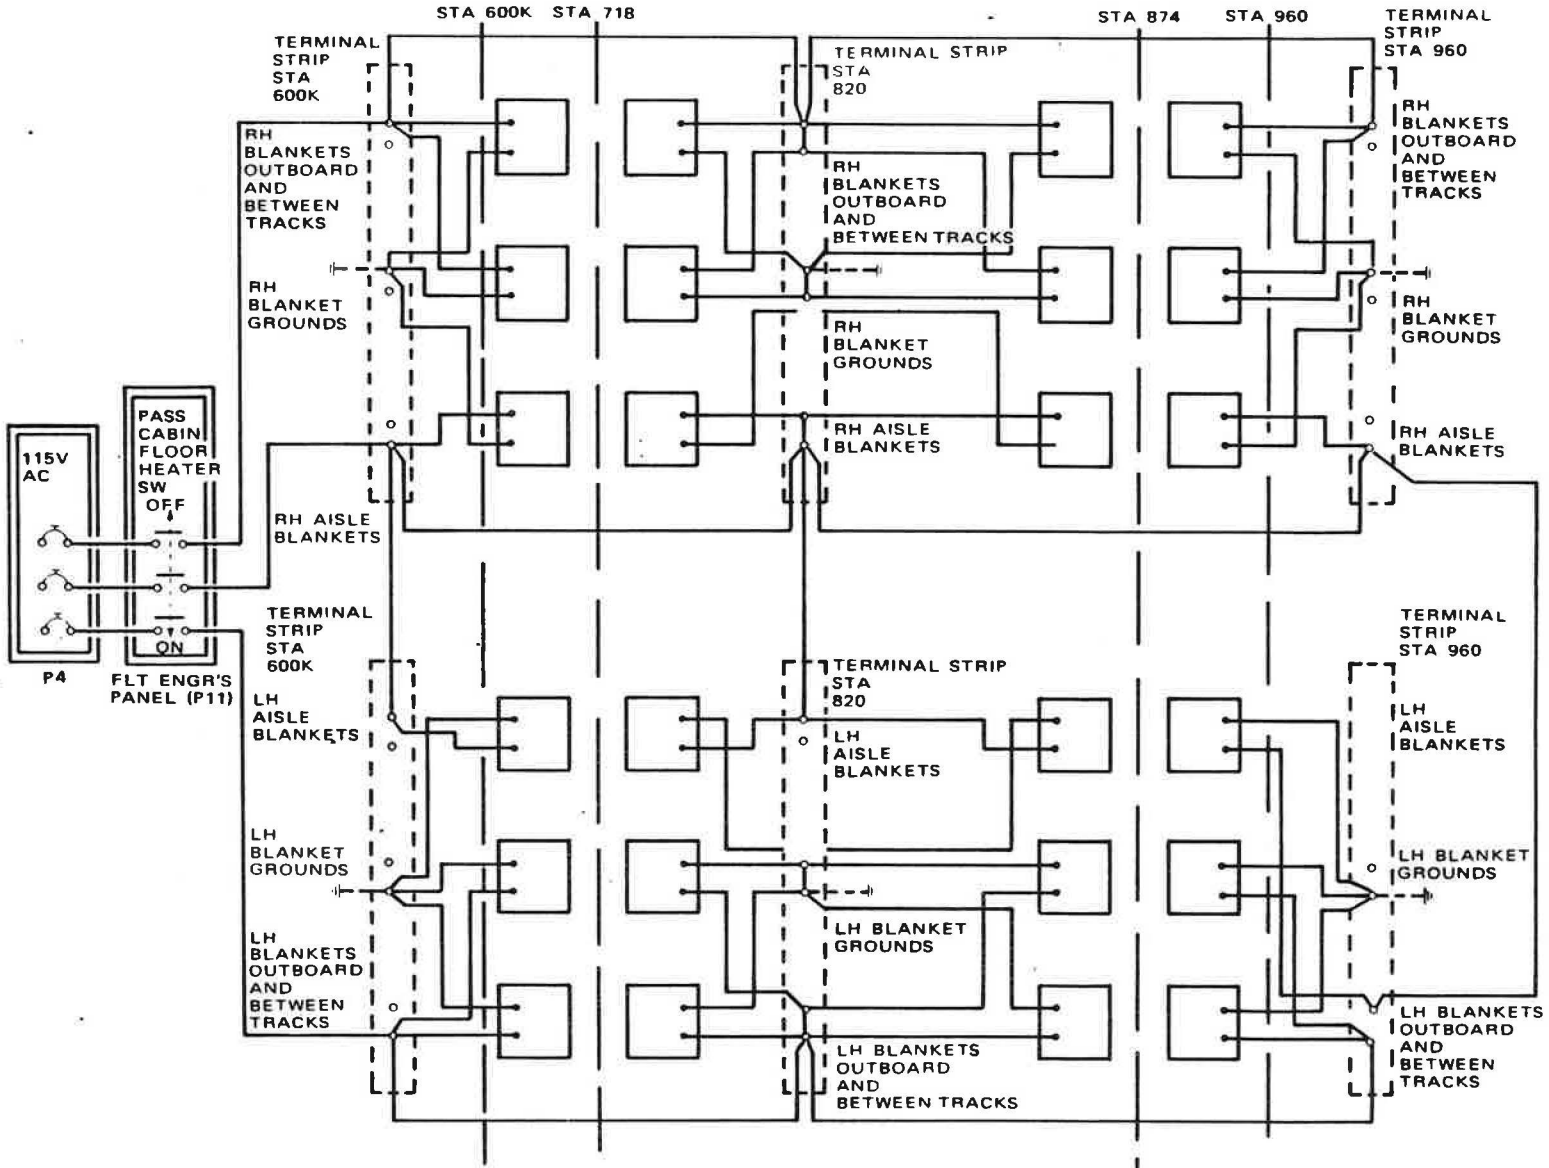 STA 600K STA 718
STA 874 STA 960
TERMINAL
STRIP
STA 960
TERMINAL
STRIP
STA
600K
TERMINAL STRIP
STA
820
RH
BLANKETS
OUTBOARD
AND
BETWEEN
TRACKS
RH
BLANKETS
OUTBOARD
AND
BETWEEN TRACKS
RH
BLANKETS
OUTBOARD
AND
BETWEEN
TRACKS
RH
BLANKET
GROUNDS
RH
BLANKET
GROUNDS
RH
BLANKET
GROUNDS
115V
AC
PASS
CABIN
FLOOR
HEATER
SW
OFF
ON
P4
FLT ENGR'S
PANEL (P11)
RH AISLE
BLANKETS
RH AISLE
BLANKETS
RH AISLE
BLANKETS
TERMINAL
STRIP
STA
600K
TERMINAL STRIP
STA
820
TERMINAL
STRIP
STA 960
LH
AISLE
BLANKETS
LH
AISLE
BLANKETS
LH
AISLE
BLANKETS
LH
BLANKET
GROUNDS
LH BLANKET
GROUNDS
LH BLANKET
GROUNDS
LH
BLANKETS
OUTBOARD
AND
BETWEEN
TRACKS
LH BLANKETS
OUTBOARD
AND
BETWEEN TRACKS
LH BLANKETS
OUTBOARD
AND
BETWEEN
TRACKS